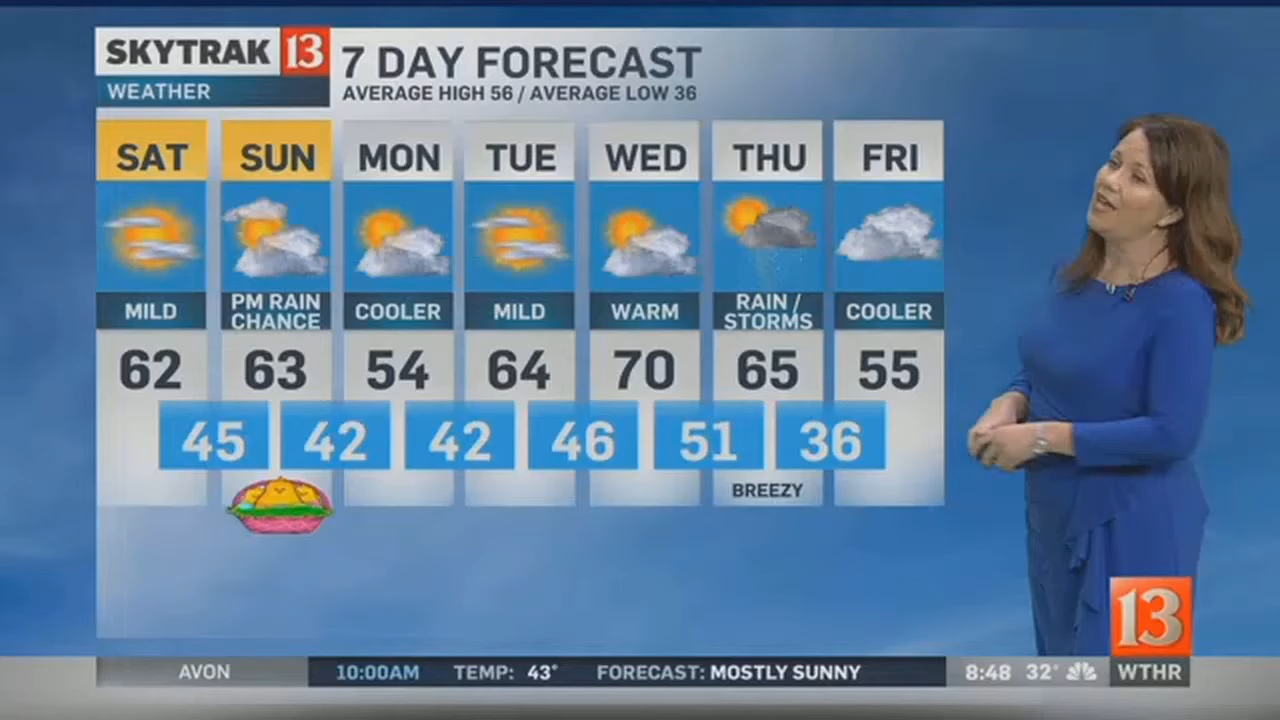 SKYTRAK 13
WEATHER
7 DAY FORECAST
AVERAGE HIGH 56 / AVERAGE LOW 36
SAT SUN MON TUE WED THU FRI
MILD PM RAIN CHANCE COOLER MILD WARM RAIN / STORMS COOLER
62 63 54 64 70 65 55
45 42 42 46 51 36
BREEZY
13
AVON 10:00AM TEMP: 43° FORECAST: MOSTLY SUNNY 8:48 32° WTHR